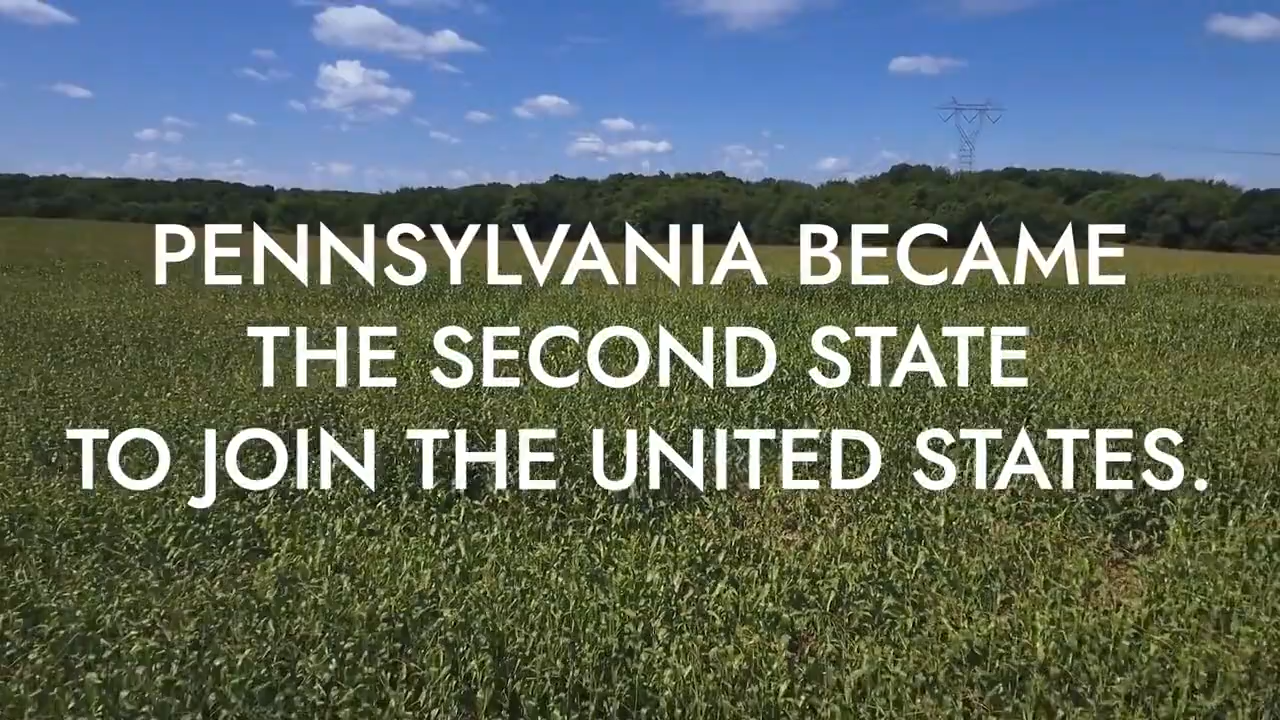 PENNSYLVANIA BECAME
THE SECOND STATE
TO JOIN THE UNITED STATES.